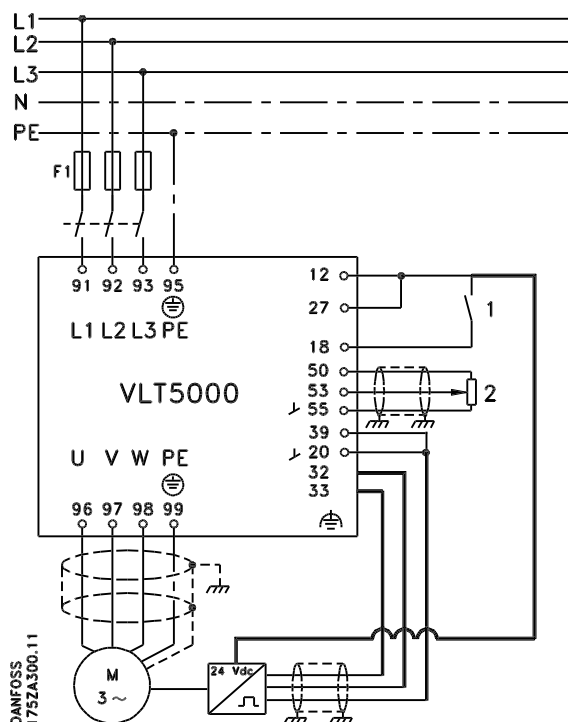 L1
L2
L3
N
PE
F1
91 92 93 95
L1 L2 L3 PE
VLT5000
12
27
18
50
53
55
39
20
32
33
1
2
U V W PE
96 97 98 99
M
3 ~
24 Vdc
DANFOSS
175ZA300.11